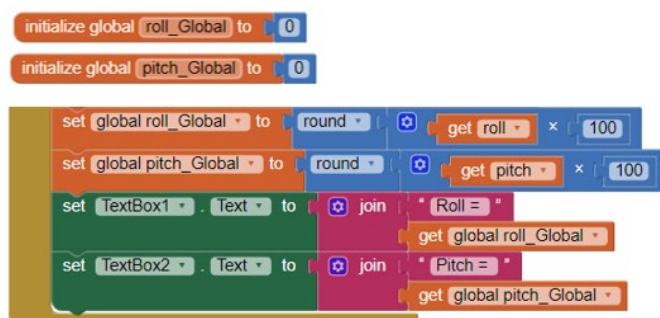 initialize global roll_Global to 0
initialize global pitch_Global to 0
set global roll_Global to round get roll × 100
set global pitch_Global to round get pitch × 100
set TextBox1 . Text to join " Roll = "
get global roll_Global
set TextBox2 . Text to join " Pitch = "
get global pitch_Global